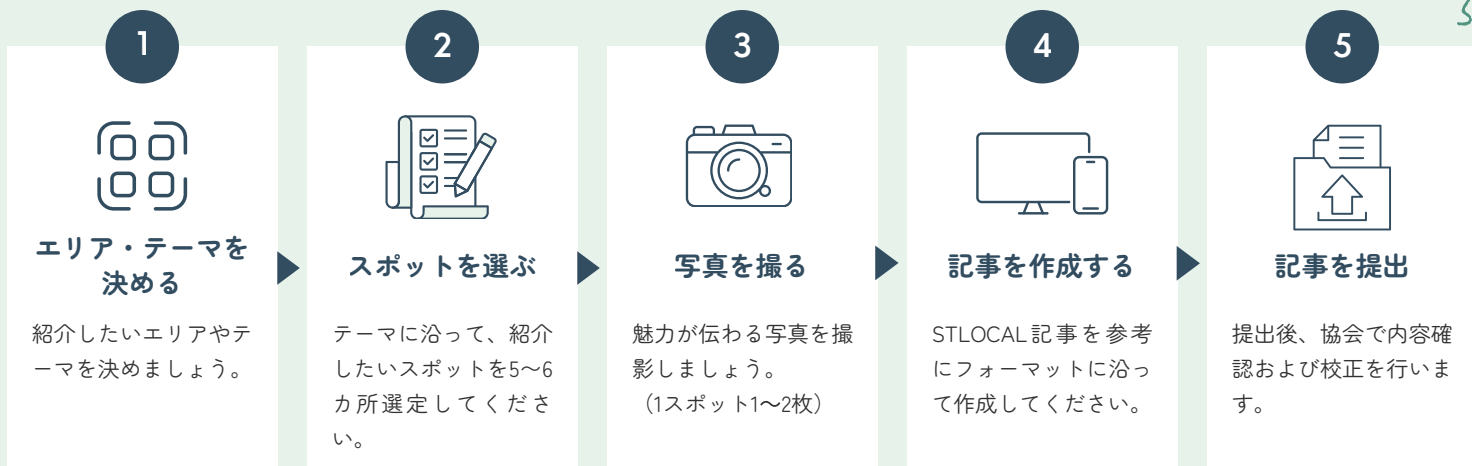 1
エリア・テーマを
決める
紹介したいエリアやテ
ーマを決めましょう。
2
スポットを選ぶ
テーマに沿って、紹介
したいスポットを5〜6
カ所選定してくださ
い。
3
写真を撮る
魅力が伝わる写真を撮
影しましょう。
（1スポット1〜2枚）
4
記事を作成する
STLOCAL記事を参考
にフォーマットに沿っ
て作成してください。
5
記事を提出
提出後、協会で内容確
認および校正を行いま
す。